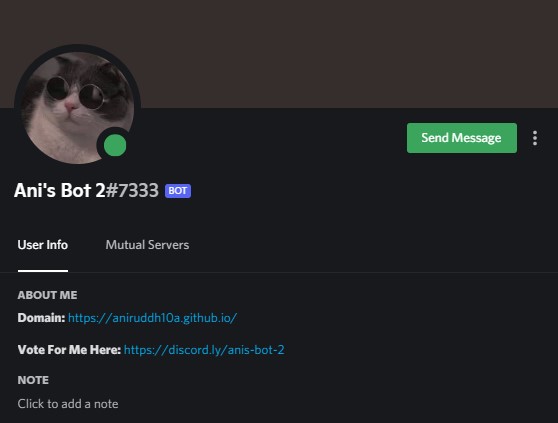 Send Message
Ani's Bot 2#7333 BOT
User Info Mutual Servers
ABOUT ME
Domain: https://aniruddh10a.github.io/
Vote For Me Here: https://discord.ly/anis-bot-2
NOTE
Click to add a note